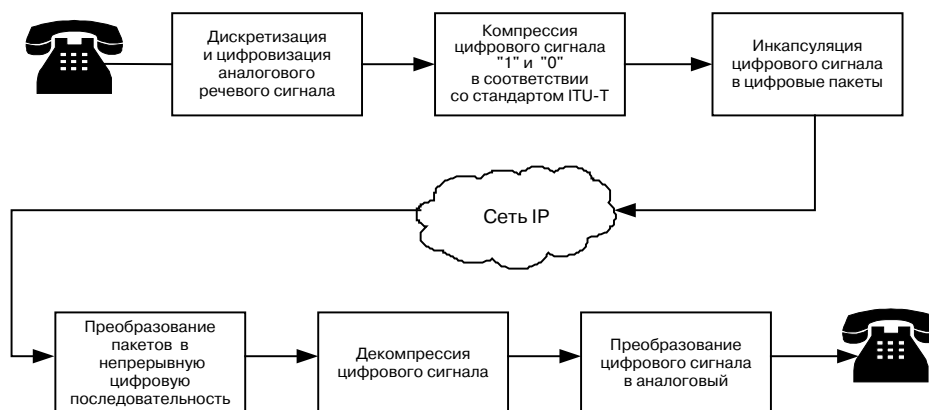 Дискретизация
и цифровизация
аналогового
речевого сигнала
Компрессия
цифрового сигнала
"1" и "0"
в соответствии
со стандартом ITU-T
Инкапсуляция
цифрового сигнала
в цифровые пакеты
Сеть IP
Преобразование
пакетов в
непрерывную
цифровую
последовательность
Декомпрессия
цифрового сигнала
Преобразование
цифрового сигнала
в аналоговый